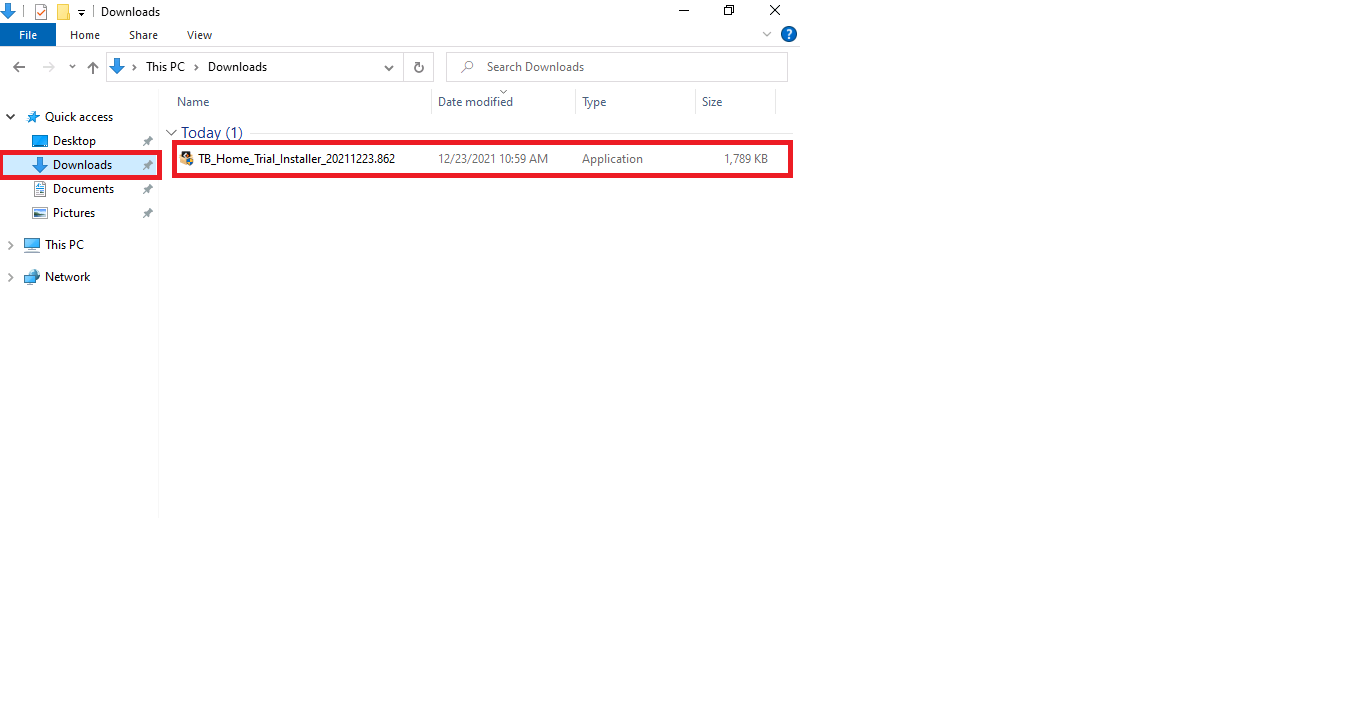 Downloads
File Home Share View ?
This PC Downloads Search Downloads
Name Date modified Type Size
Quick access
Today (1)
Desktop
TB_Home_Trial_Installer_20211223.862 12/23/2021 10:59 AM Application 1,789 KB
Downloads
Documents
Pictures
This PC
Network